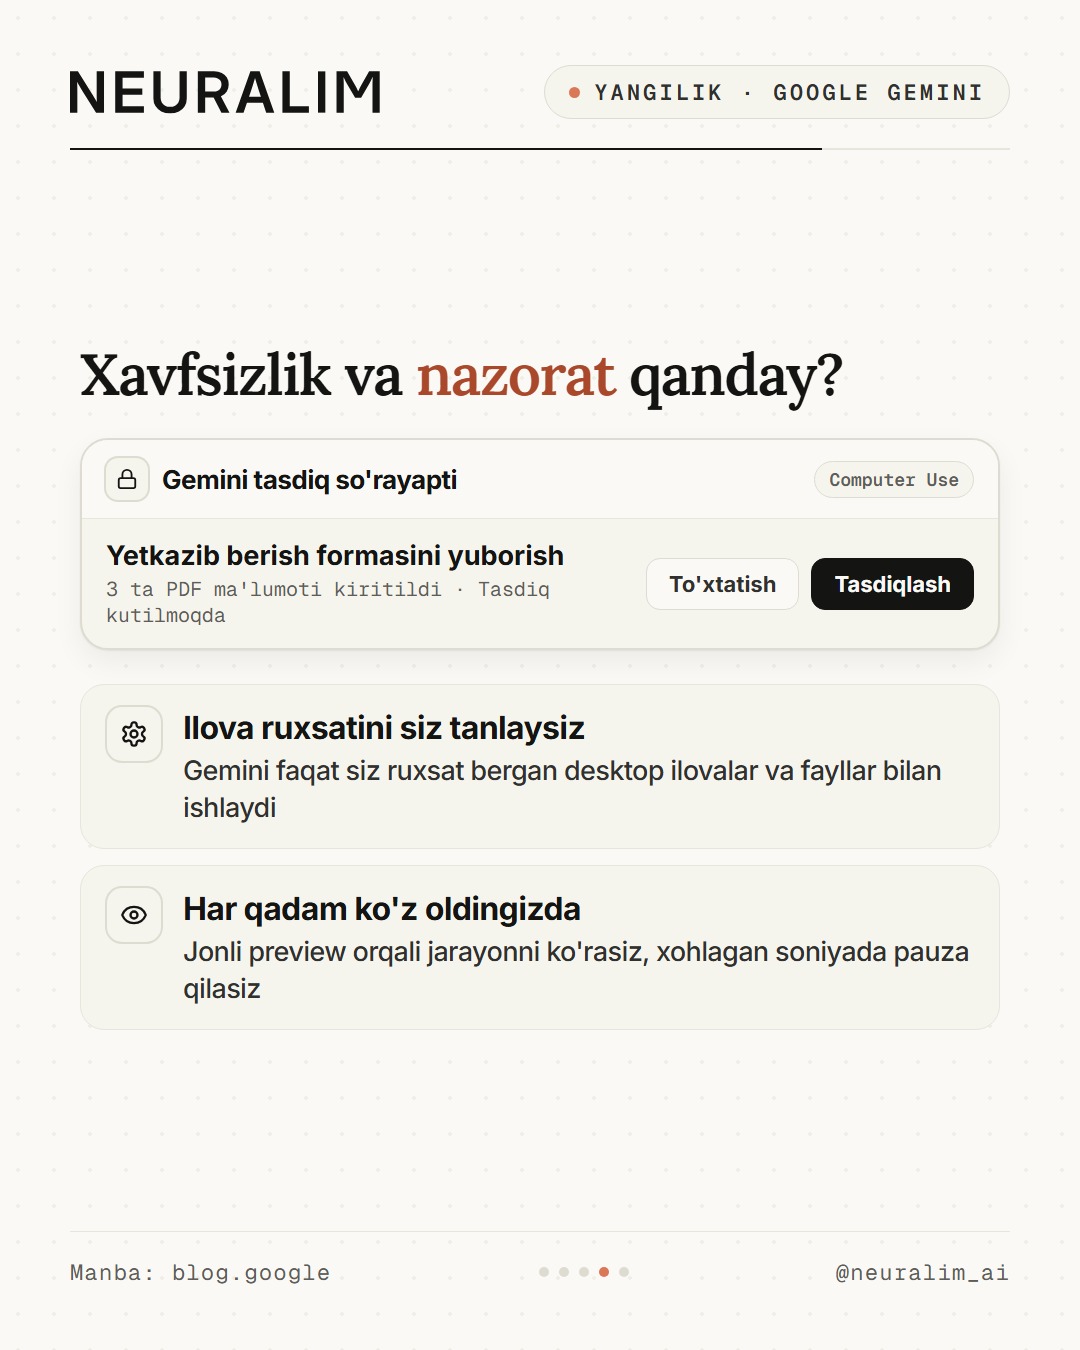 NEURALIM
YANGILIK · GOOGLE GEMINI
Xavfsizlik va nazorat qanday?
Gemini tasdiq so'rayapti
Computer Use
Yetkazib berish formasini yuborish
3 ta PDF ma'lumoti kiritildi · Tasdiq
kutilmoqda
To'xtatish
Tasdiqlash
Ilova ruxsatini siz tanlaysiz
Gemini faqat siz ruxsat bergan desktop ilovalar va fayllar bilan
ishlaydi
Har qadam ko'z oldingizda
Jonli preview orqali jarayonni ko'rasiz, xohlagan soniyada pauza
qilasiz
Manba: blog.google
@neuralim_ai